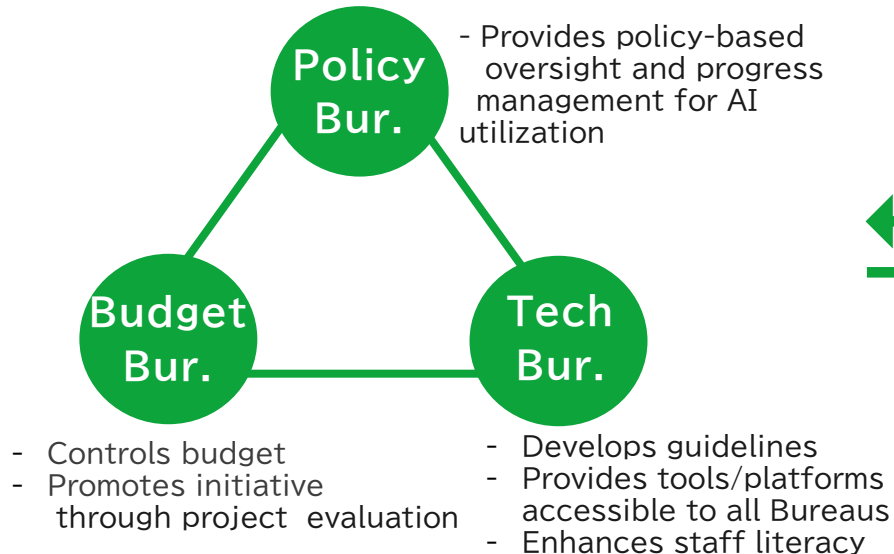 Policy
Bur.
- Provides policy-based
oversight and progress
management for AI
utilization
Budget
Bur.
Tech
Bur.
- Controls budget
- Promotes initiative
through project evaluation
- Develops guidelines
- Provides tools/platforms
accessible to all Bureaus
- Enhances staff literacy